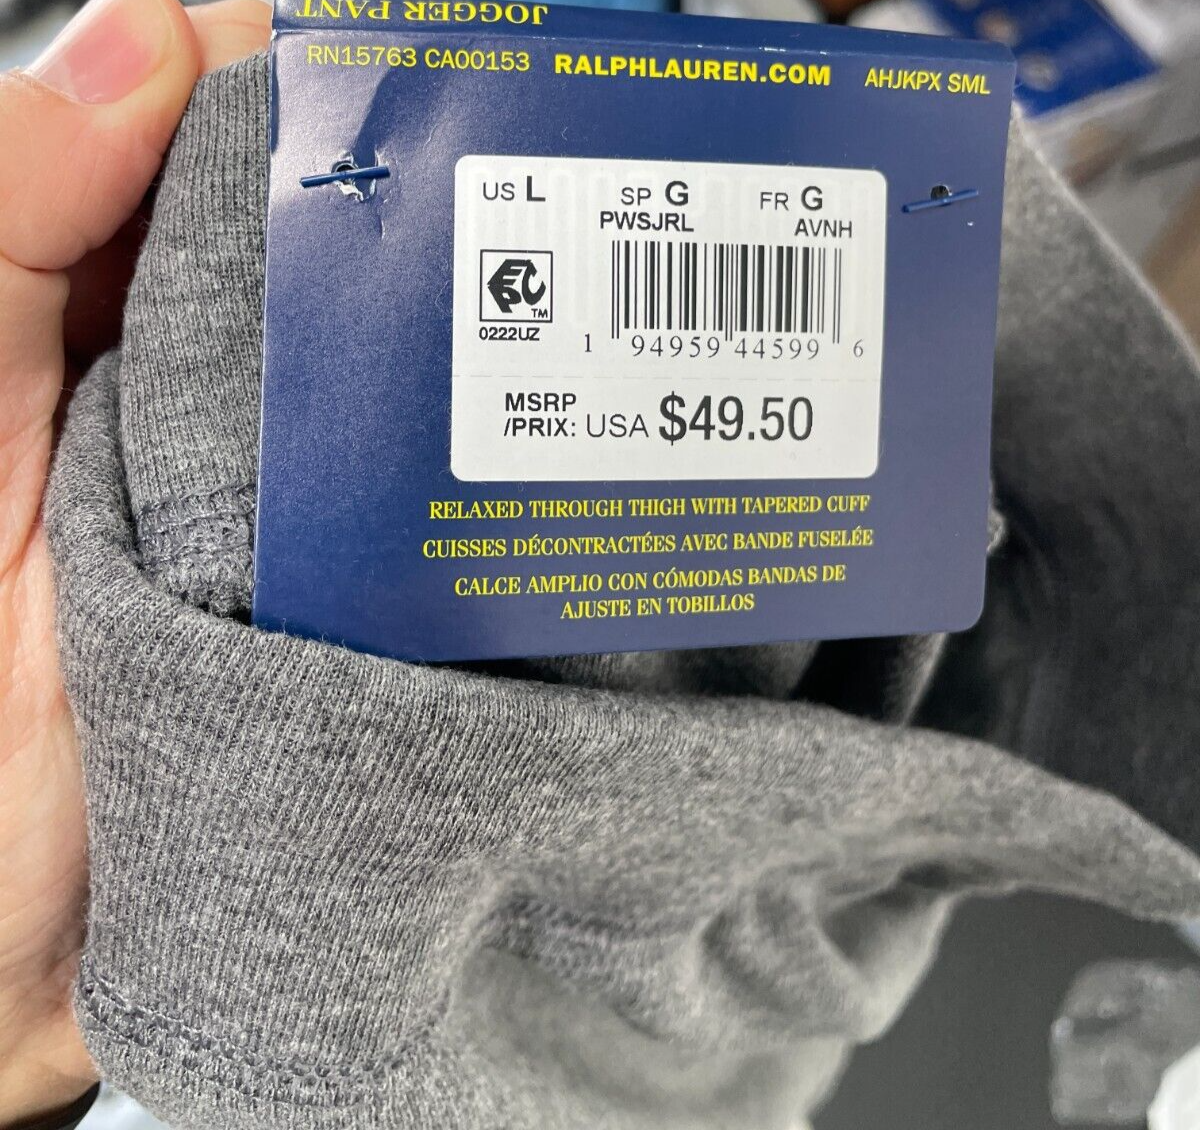 JOGGER PANT
RN15763 CA00153 RALPHLAUREN.COM AHJKPX SML
US L SP G FR G
PWSJRL AVNH
EPC TM
0222UZ
1 94959 44599 6
MSRP
/PRIX: USA $49.50
RELAXED THROUGH THIGH WITH TAPERED CUFF
CUISSES DÉCONTRACTÉES AVEC BANDE FUSELÉE
CALCE AMPLIO CON CÓMODAS BANDAS DE
AJUSTE EN TOBILLOS